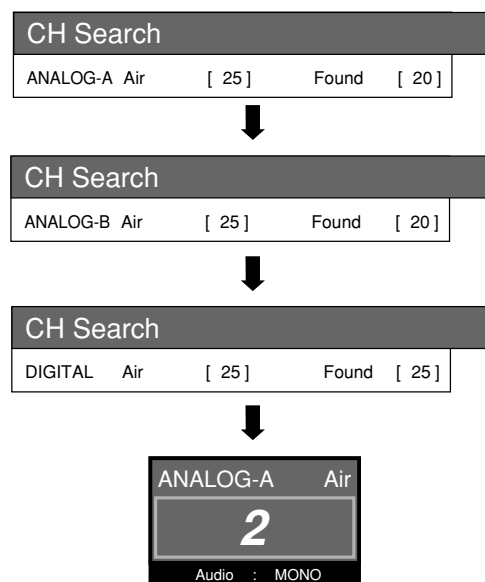 CH Search
ANALOG-A Air [ 25 ] Found [ 20 ]
CH Search
ANALOG-B Air [ 25 ] Found [ 20 ]
CH Search
DIGITAL Air [ 25 ] Found [ 25 ]
ANALOG-A Air
2
Audio : MONO